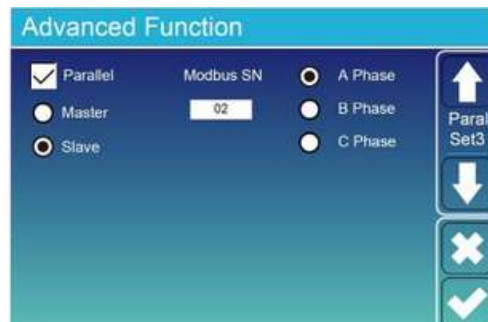 Advanced Function
Parallel Modbus SN A Phase
Master 02 B Phase
Slave C Phase
Paral
Set3